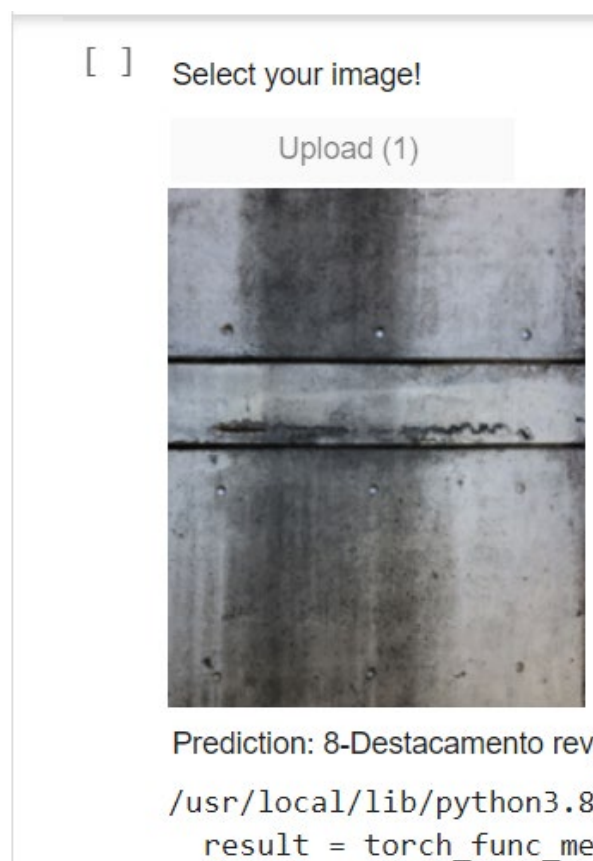 [ ] Select your image!
Upload (1)
Prediction: 8-Destacamento rev
/usr/local/lib/python3.8
result = torch_func_me